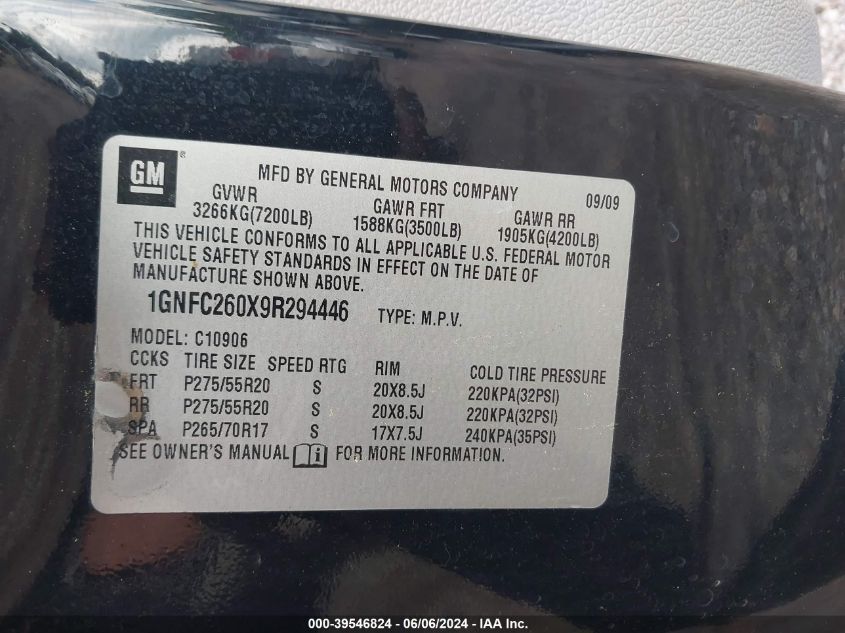 GM ®
MFD BY GENERAL MOTORS COMPANY 09/09
GVWR GAWR FRT GAWR RR
3266KG(7200LB) 1588KG(3500LB) 1905KG(4200LB)
THIS VEHICLE CONFORMS TO ALL APPLICABLE U.S. FEDERAL MOTOR
VEHICLE SAFETY STANDARDS IN EFFECT ON THE DATE OF
MANUFACTURE SHOWN ABOVE.
1GNFC260X9R294446 TYPE: M.P.V.
MODEL: C10906
CCKS TIRE SIZE SPEED RTG RIM COLD TIRE PRESSURE
FRT P275/55R20 S 20X8.5J 220KPA(32PSI)
RR P275/55R20 S 20X8.5J 220KPA(32PSI)
SPA P265/70R17 S 17X7.5J 240KPA(35PSI)
SEE OWNER'S MANUAL i FOR MORE INFORMATION.
000-39546824 - 06/06/2024 - IAA Inc.